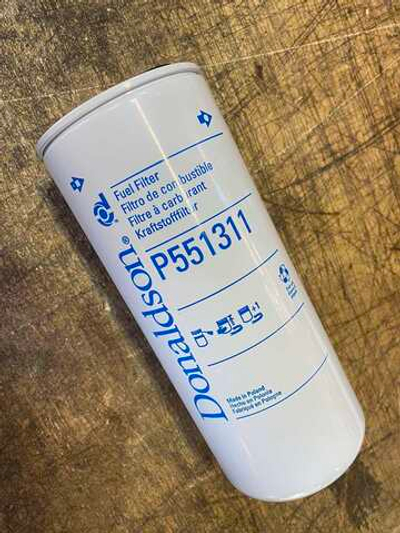 Fuel Filter
Filtro de combustible
Filtre à carburant
Kraftstofffilter
Donaldson®
P551311
+1
Made in Poland
Hecho en Polonia
Fabriqué en Pologne